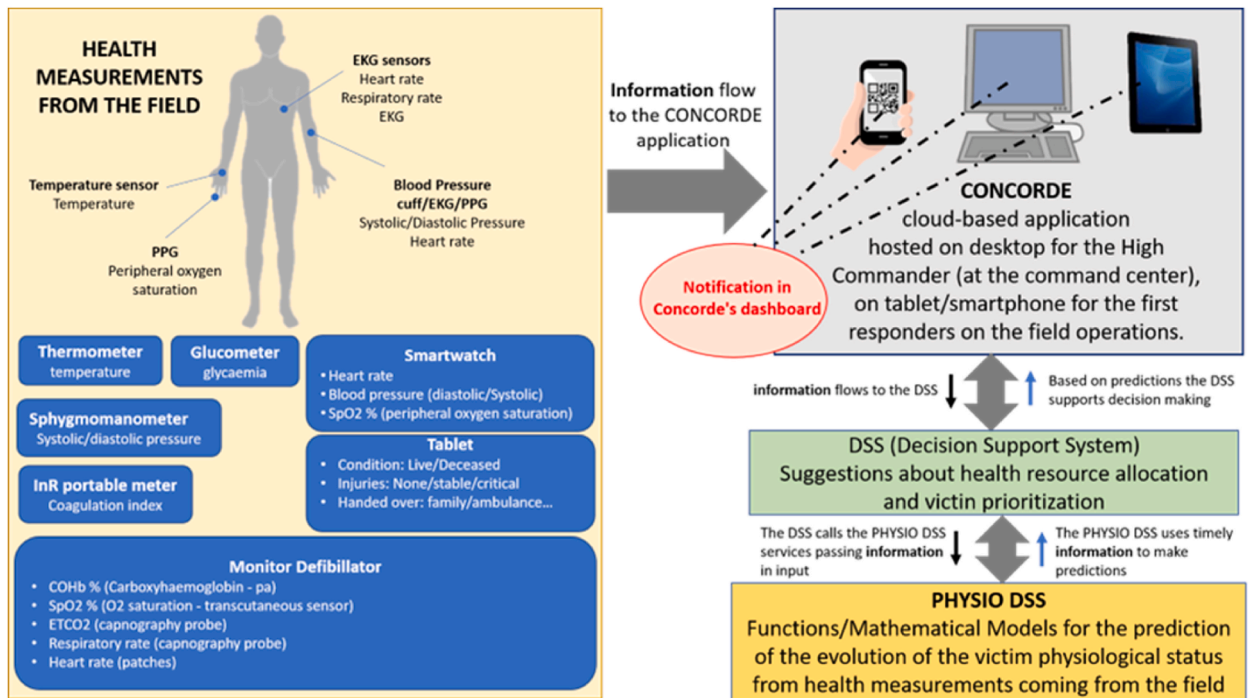 HEALTH
MEASUREMENTS
FROM THE FIELD
EKG sensors
Heart rate
Respiratory rate
EKG
Temperature sensor
Temperature
Blood Pressure
cuff/EKG/PPG
Systolic/Diastolic Pressure
Heart rate
PPG
Peripheral oxygen
saturation
Thermometer
temperature
Glucometer
glycaemia
Smartwatch
• Heart rate
• Blood pressure (diastolic/Systolic)
• SpO2 % (peripheral oxygen saturation)
Sphygmomanometer
Systolic/diastolic pressure
Tablet
• Condition: Live/Deceased
• Injuries: None/stable/critical
• Handed over: family/ambulance...
InR portable meter
Coagulation index
Monitor Defibillator
• COHb % (Carboxyhaemoglobin - pa)
• SpO2 % (O2 saturation - transcutaneous sensor)
• ETCO2 (capnography probe)
• Respiratory rate (capnography probe)
• Heart rate (patches)
Information flow
to the CONCORDE
application
Notification in
Concorde's dashboard
CONCORDE
cloud-based application
hosted on desktop for the High
Commander (at the command center),
on tablet/smartphone for the first
responders on the field operations.
information flows to the DSS
Based on predictions the DSS
supports decision making
DSS (Decision Support System)
Suggestions about health resource allocation
and victin prioritization
The DSS calls the PHYSIO DSS
services passing information
in input
The PHYSIO DSS uses timely
information to make
predictions
PHYSIO DSS
Functions/Mathematical Models for the prediction
of the evolution of the victim physiological status
from health measurements coming from the field